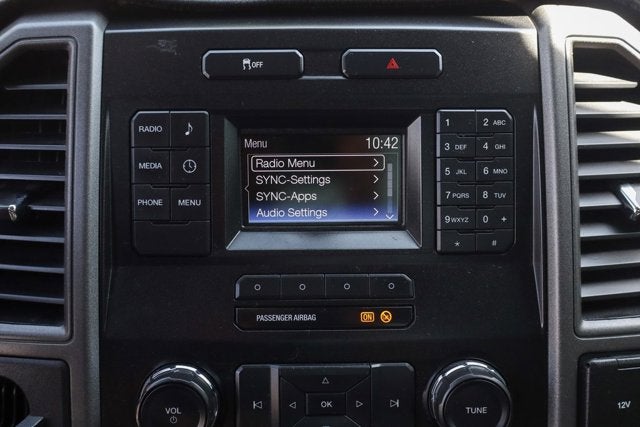 OFF
RADIO
MEDIA
PHONE MENU
Menu 10:42
Radio Menu
SYNC-Settings
SYNC-Apps
Audio Settings
1 2 ABC
3 DEF 4 GHI
5 JKL 6 MNO
7 PQRS 8 TUV
9 WXYZ 0 +
* #
PASSENGER AIRBAG ON
VOL
OK
TUNE
12V